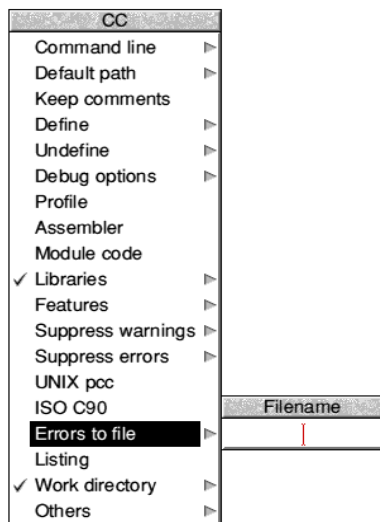 CC
Command line
Default path
Keep comments
Define
Undefine
Debug options
Profile
Assembler
Module code
Libraries
Features
Suppress warnings
Suppress errors
UNIX pcc
ISO C90
Errors to file
Filename
Listing
Work directory
Others